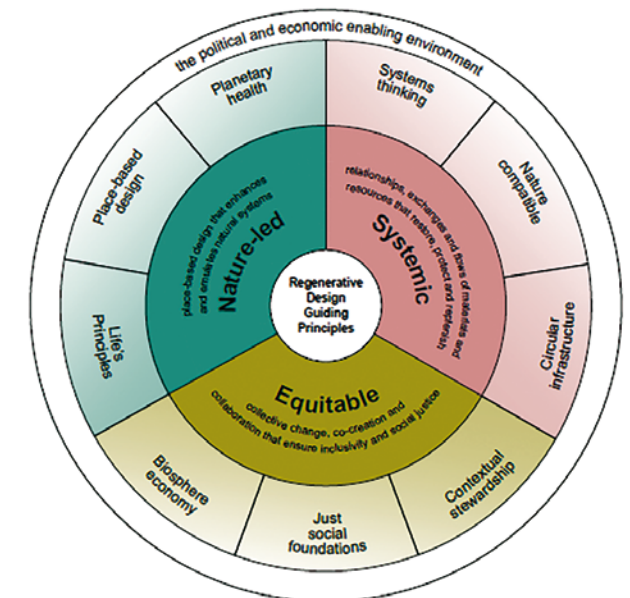 the political and economic enabling environment
Planetary
health
Systems
thinking
Place-based
design
Nature
compatible
place-based design that enhances
and emulates natural systems
Nature-led
relationships, exchanges and flows of materials and
resources that restore, protect and replenish
Systemic
Regenerative
Design
Guiding
Principles
Life's
Principles
Circular
infrastructure
Equitable
collective change, co-creation and
collaboration that ensure inclusivity and social justice
Biosphere
economy
Just
social
foundations
Contextual
stewardship